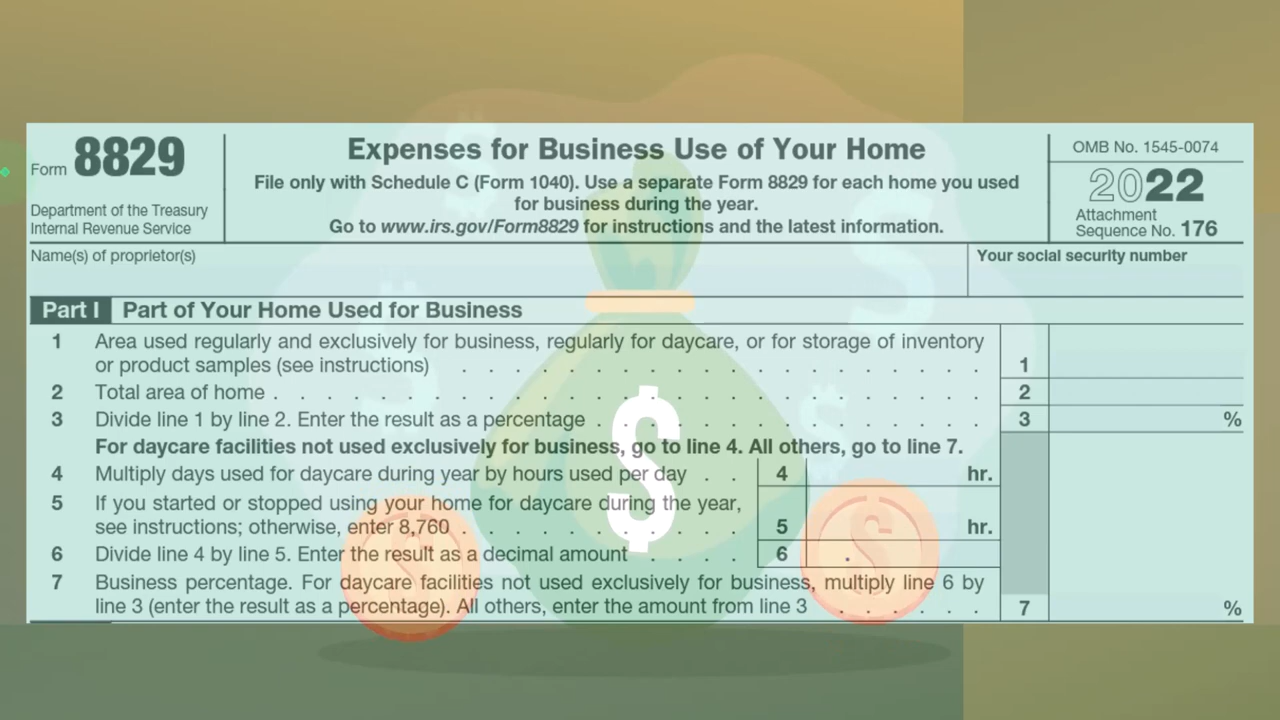 Form 8829
Department of the Treasury
Internal Revenue Service
Expenses for Business Use of Your Home
File only with Schedule C (Form 1040). Use a separate Form 8829 for each home you used
for business during the year.
Go to www.irs.gov/Form8829 for instructions and the latest information.
OMB No. 1545-0074
2022
Attachment
Sequence No. 176
Name(s) of proprietor(s)
Your social security number
Part I Part of Your Home Used for Business
1 Area used regularly and exclusively for business, regularly for daycare, or for storage of inventory
or product samples (see instructions) . . . . . . . . . . . . . . . . . . . . 1
2 Total area of home . . . . . . . . . . . . . . . . . . . . . . . . . . . 2
3 Divide line 1 by line 2. Enter the result as a percentage . . . . . . . . . . . . . . . 3 %
For daycare facilities not used exclusively for business, go to line 4. All others, go to line 7.
4 Multiply days used for daycare during year by hours used per day . . 4 hr.
5 If you started or stopped using your home for daycare during the year,
see instructions; otherwise, enter 8,760 . . . . . . . . . . . 5 hr.
6 Divide line 4 by line 5. Enter the result as a decimal amount . . . . 6 .
7 Business percentage. For daycare facilities not used exclusively for business, multiply line 6 by
line 3 (enter the result as a percentage). All others, enter the amount from line 3 . . . . . . 7 %
$